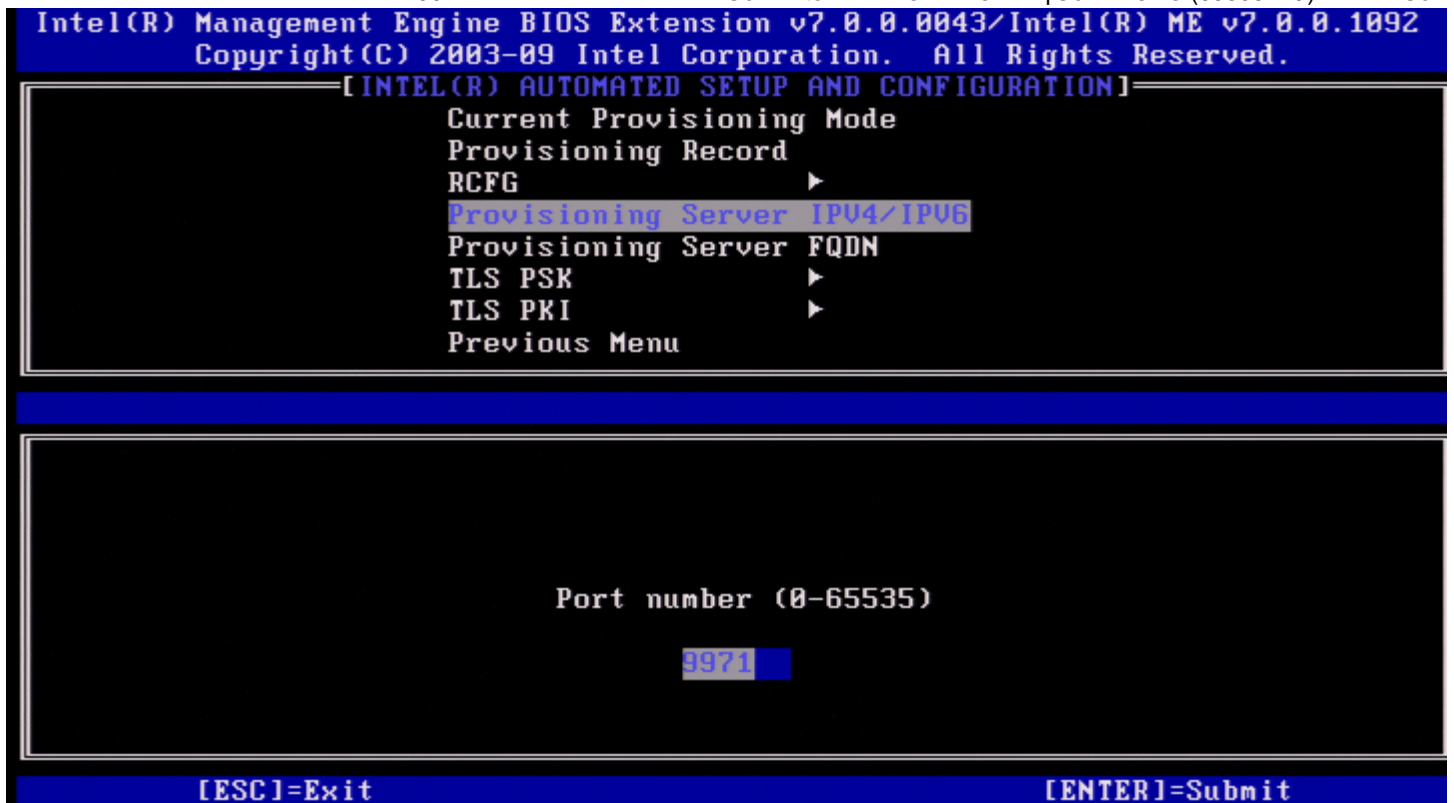 Intel(R) Management Engine BIOS Extension v7.0.0.0043/Intel(R) ME v7.0.0.1092
Copyright(C) 2003-09 Intel Corporation. All Rights Reserved.
[INTEL(R) AUTOMATED SETUP AND CONFIGURATION]
Current Provisioning Mode
Provisioning Record
RCFG ►
Provisioning Server IPV4/IPV6
Provisioning Server FQDN
TLS PSK ►
TLS PKI ►
Previous Menu
Port number (0-65535)
9971
[ESC]=Exit [ENTER]=Submit